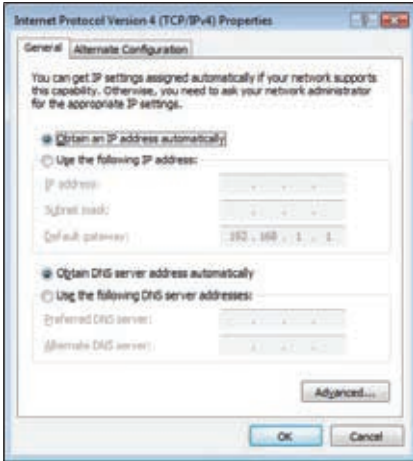 Internet Protocol Version 4 (TCP/IPv4) Properties
General
Alternate Configuration
You can get IP settings assigned automatically if your network supports
this capability. Otherwise, you need to ask your network administrator
for the appropriate IP settings.
Obtain an IP address automatically
Use the following IP address:
IP address:
Subnet mask:
Default gateway: 192 . 168 . 1 . 1
Obtain DNS server address automatically
Use the following DNS server addresses:
Preferred DNS server:
Alternate DNS server:
Advanced...
OK Cancel